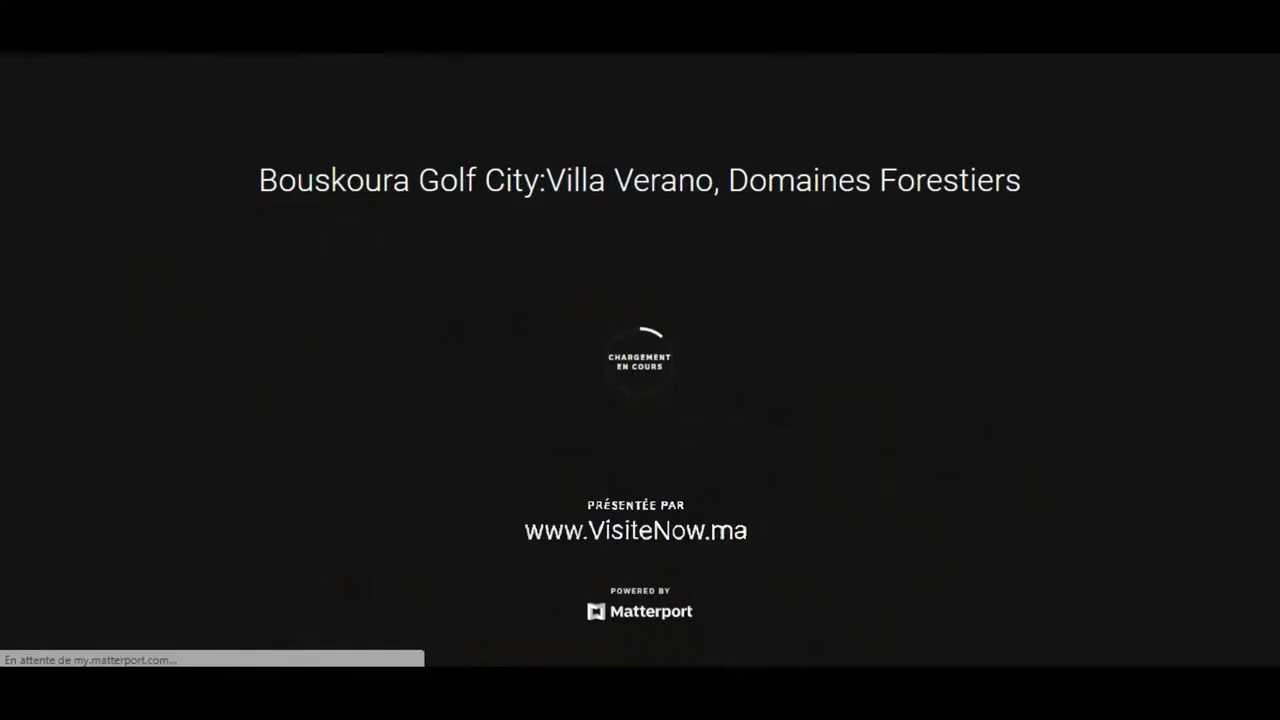 Bouskoura Golf City:Villa Verano, Domaines Forestiers
CHARGEMENT
EN COURS
PRÉSENTÉE PAR
www.VisiteNow.ma
POWERED BY
Matterport
En attente de my.matterport.com...